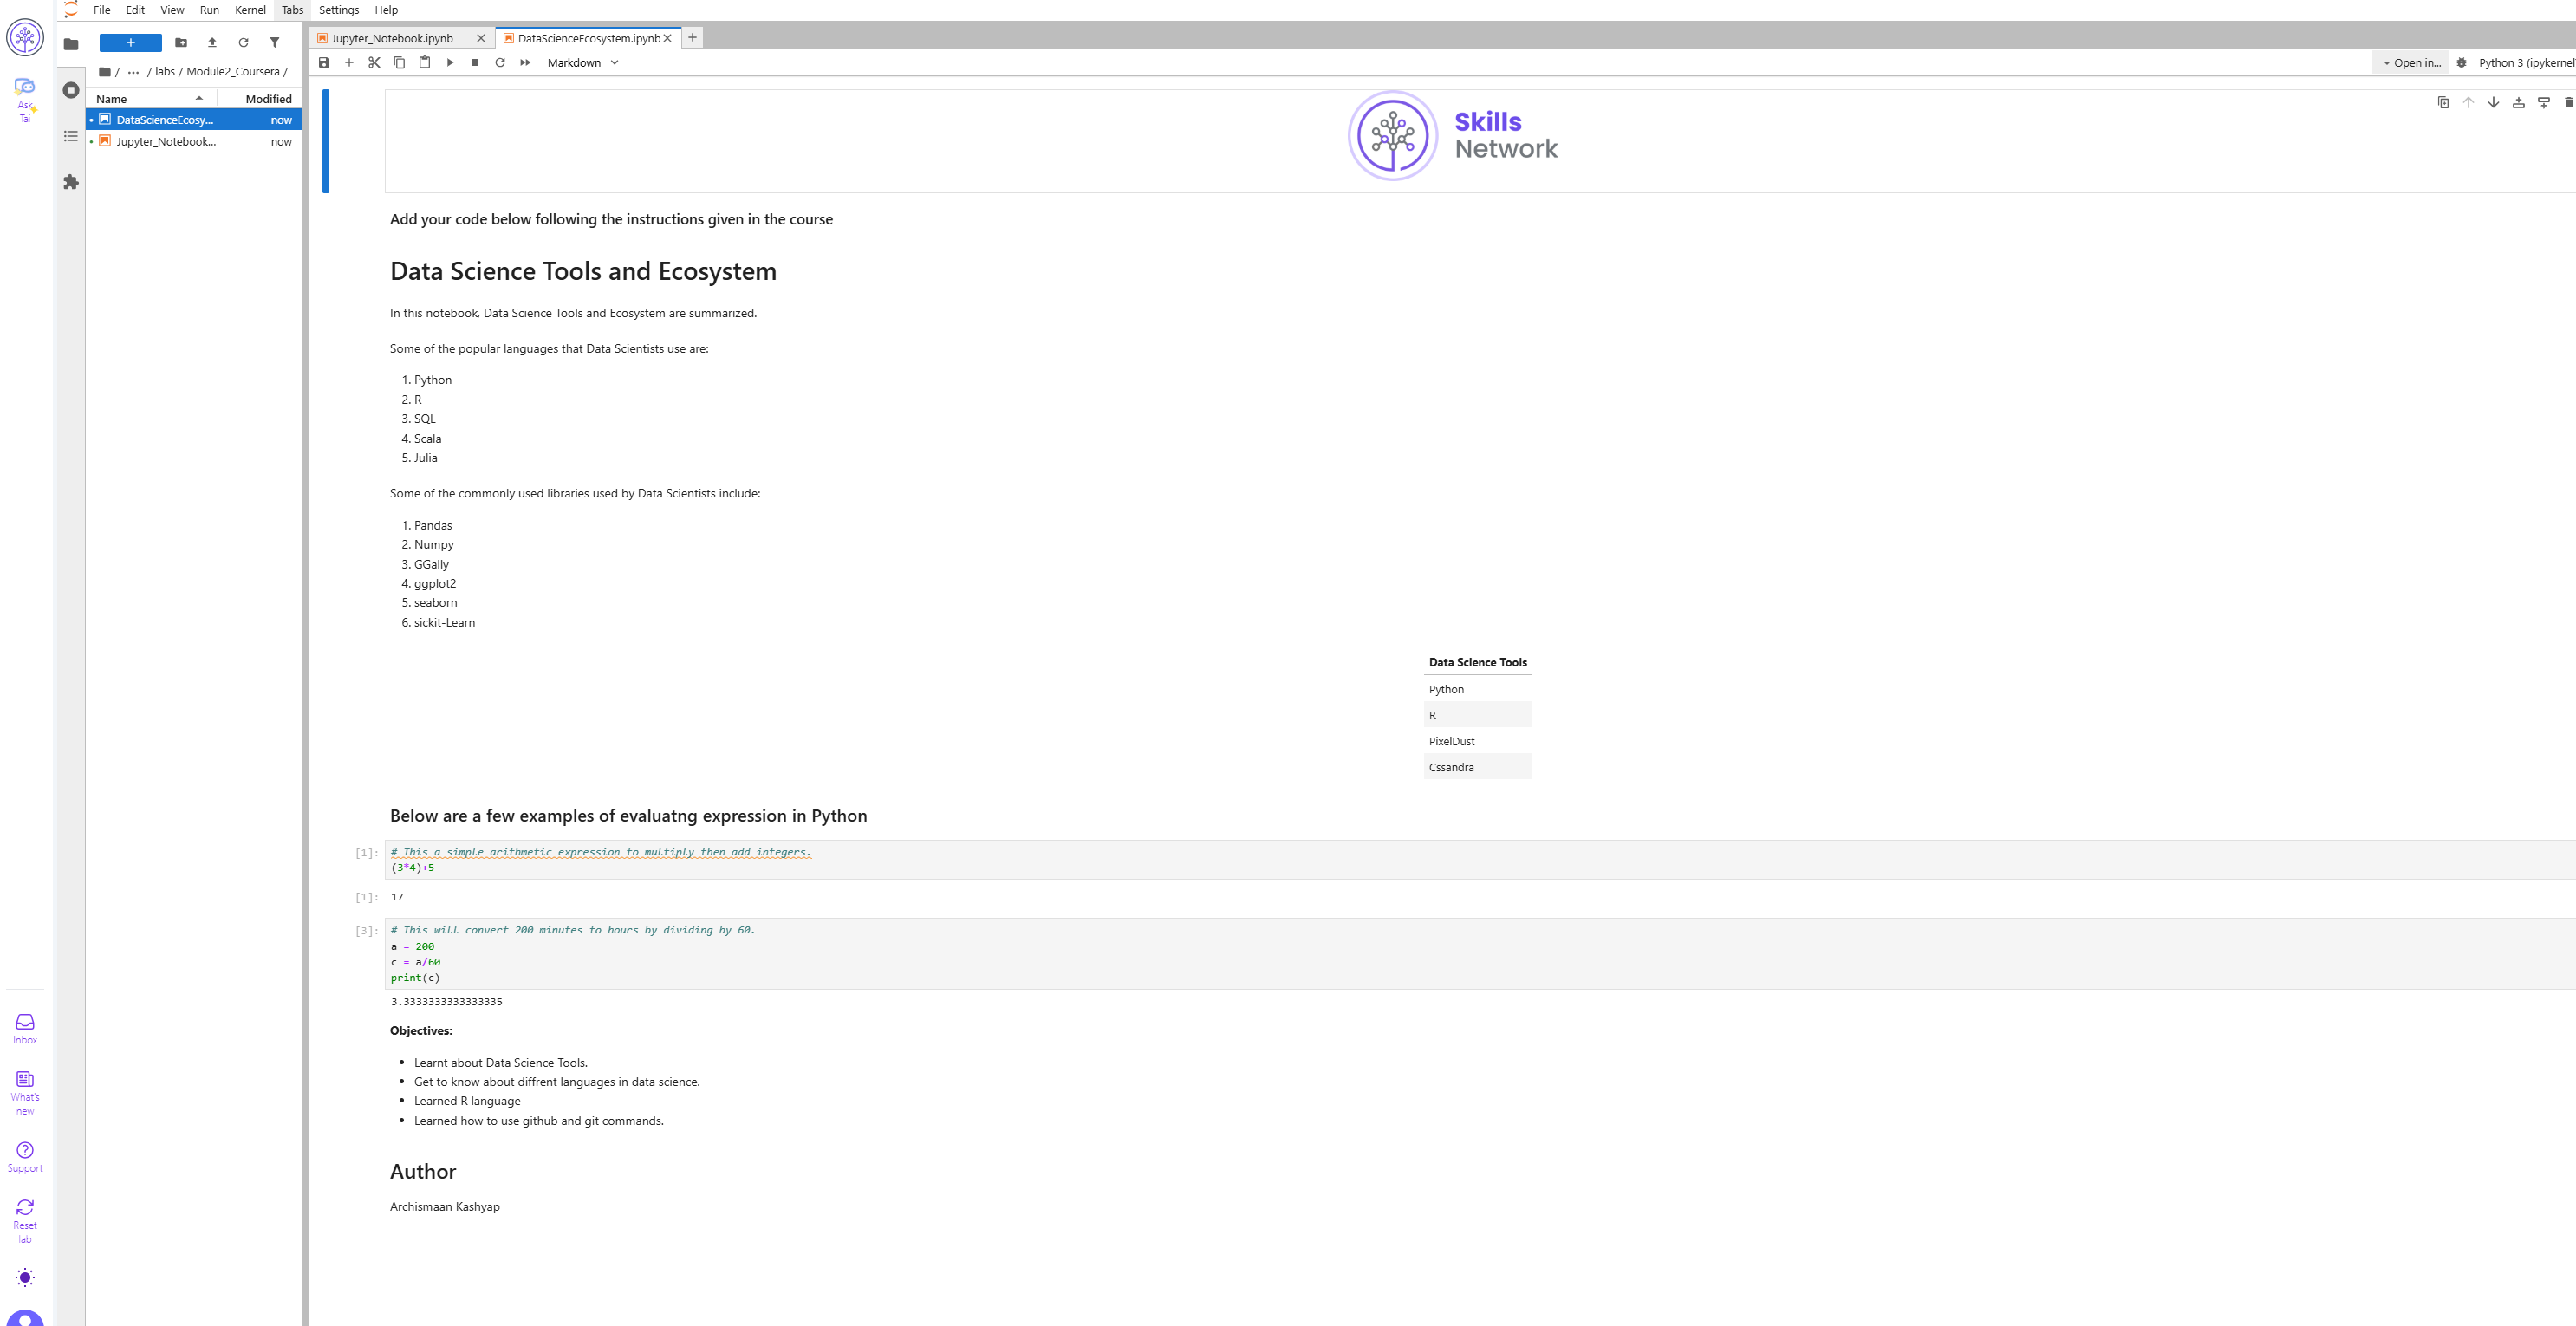 File Edit View Run Kernel Tabs Settings Help
Ask
Tai
/ ... / labs / Module2_Coursera /
Name Modified
DataScienceEcosy... now
Jupyter_Notebook... now
Jupyter_Notebook.ipynb DataScienceEcosystem.ipynb
Markdown Open in... Python 3 (ipykernel
Skills
Network
Add your code below following the instructions given in the course
Data Science Tools and Ecosystem
In this notebook, Data Science Tools and Ecosystem are summarized.
Some of the popular languages that Data Scientists use are:
1. Python
2. R
3. SQL
4. Scala
5. Julia
Some of the commonly used libraries used by Data Scientists include:
1. Pandas
2. Numpy
3. GGally
4. ggplot2
5. seaborn
6. sickit-Learn
Data Science Tools
Python
R
PixelDust
Cssandra
Below are a few examples of evaluatng expression in Python
[1]: # This a simple arithmetic expression to multiply then add integers.
(3*4)+5
[1]: 17
[3]: # This will convert 200 minutes to hours by dividing by 60.
a = 200
c = a/60
print(c)
3.3333333333333335
Objectives:
• Learnt about Data Science Tools.
• Get to know about diffrent languages in data science.
• Learned R language
• Learned how to use github and git commands.
Author
Archismaan Kashyap
Inbox
What's
new
Support
Reset
lab